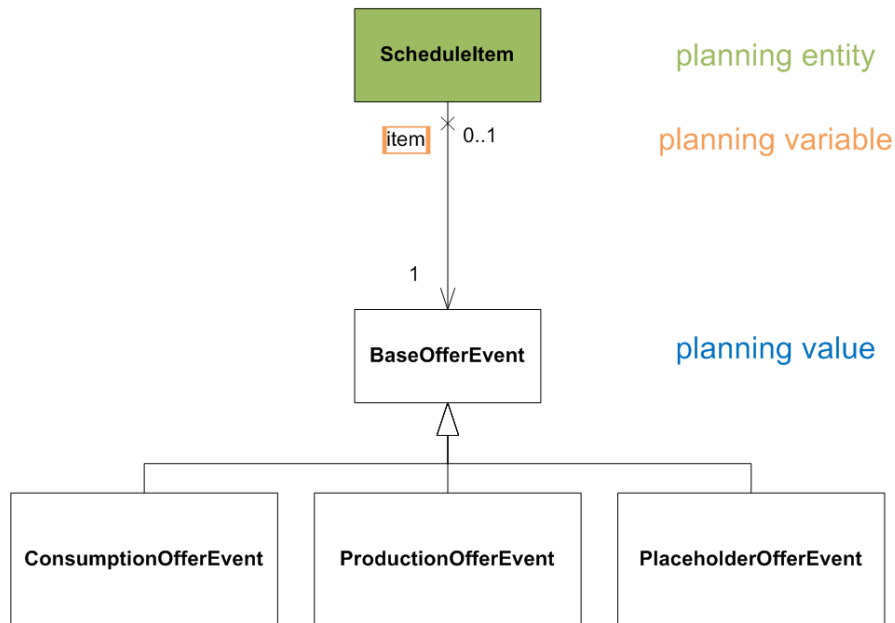 ScheduleItem
planning entity
item
0..1
planning variable
1
BaseOfferEvent
planning value
ConsumptionOfferEvent
ProductionOfferEvent
PlaceholderOfferEvent